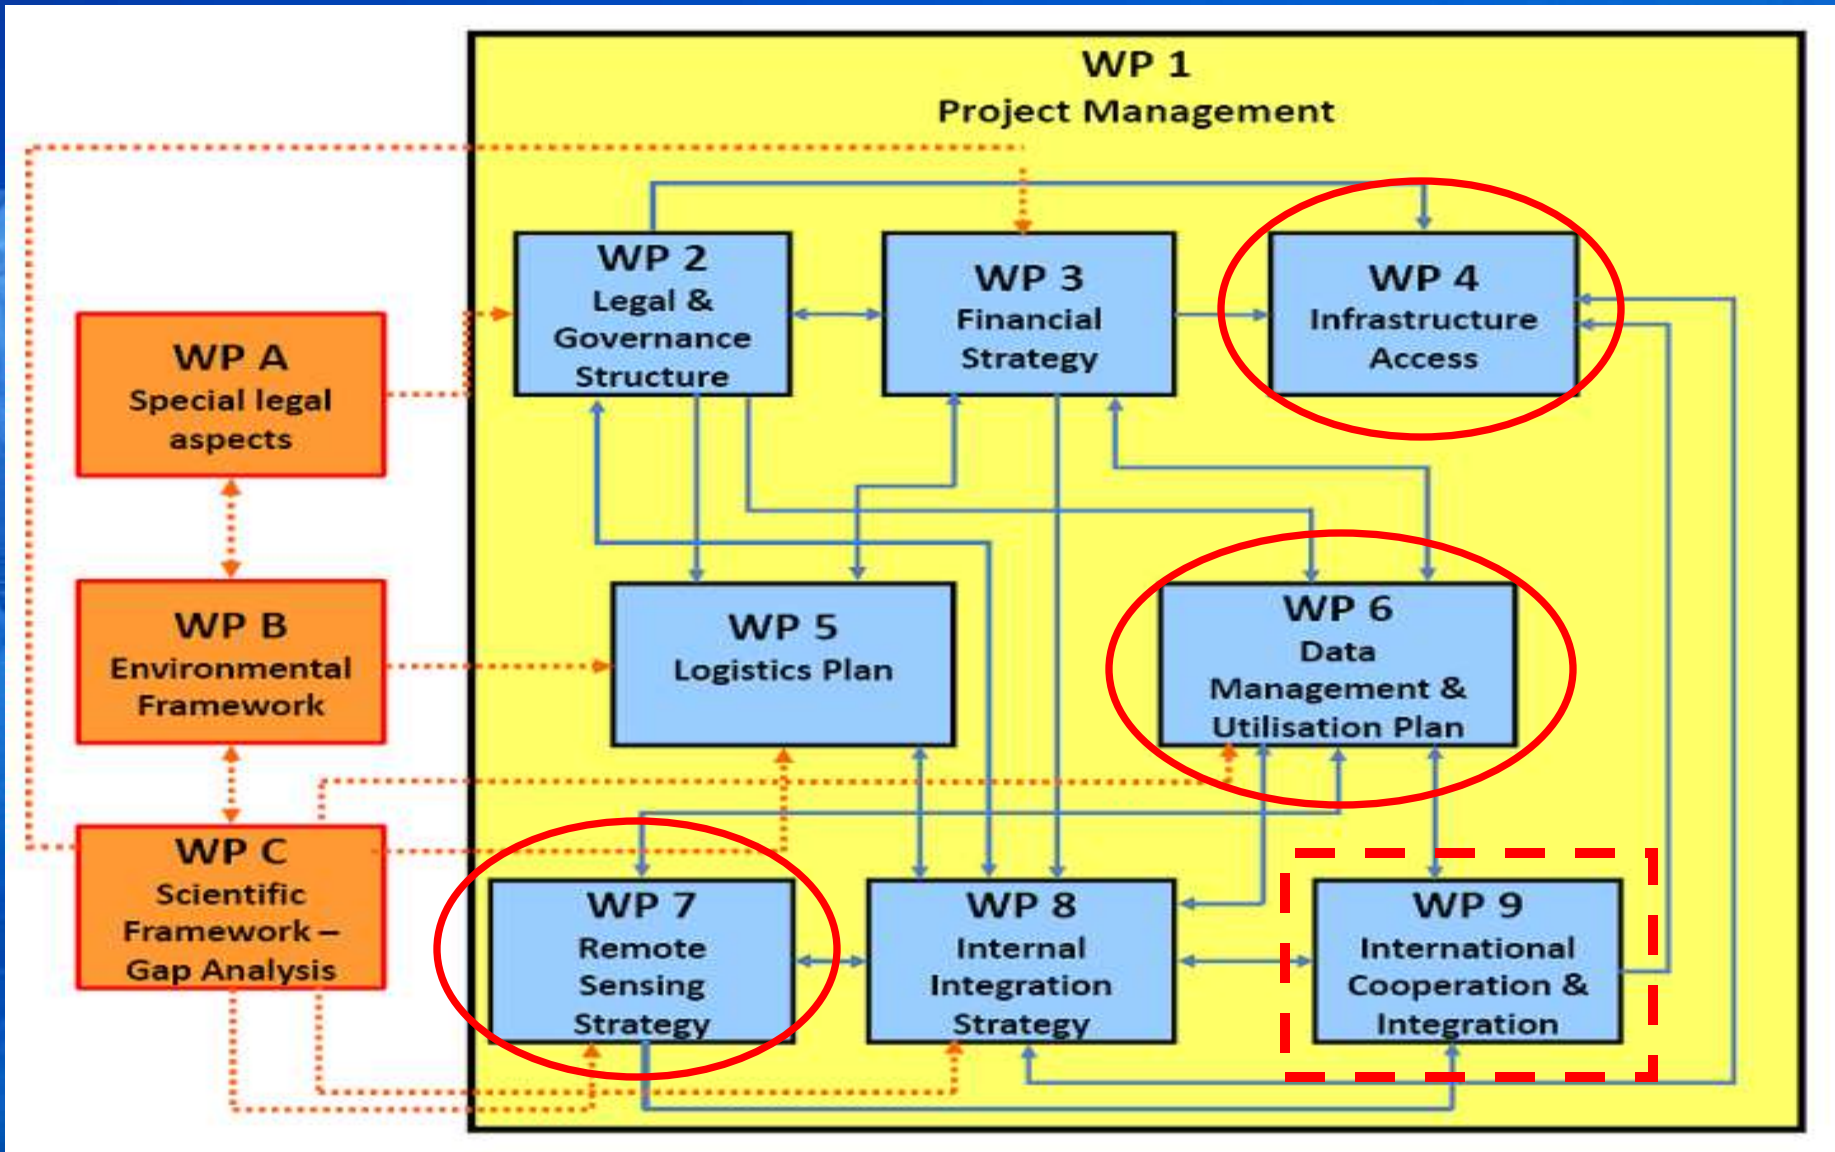 WP 1
Project Management
WP 2
Legal &
Governance
Structure
WP 3
Financial
Strategy
WP 4
Infrastructure
Access
WP A
Special legal
aspects
WP B
Environmental
Framework
WP 5
Logistics Plan
WP 6
Data
Management &
Utilisation Plan
WP C
Scientific
Framework –
Gap Analysis
WP 7
Remote
Sensing
Strategy
WP 8
Internal
Integration
Strategy
WP 9
International
Cooperation &
Integration